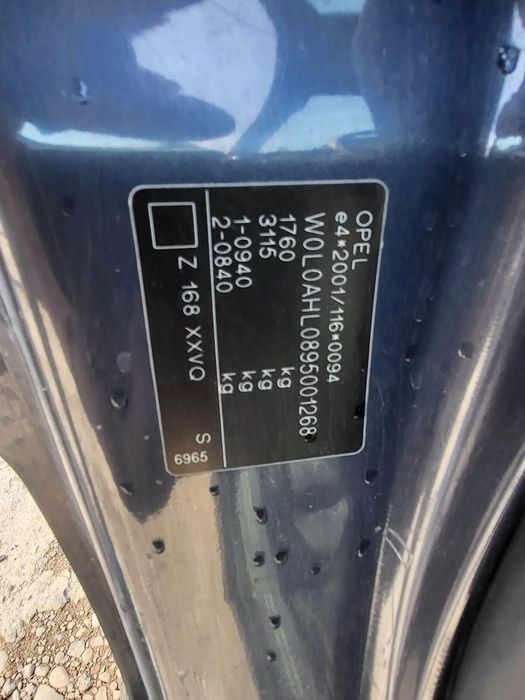 OPEL
e4*2001/116*0094
W0L0AHL0895001268
1760 kg
3115 kg
1-0940 kg
2-0840 kg
Z 168 XXVQ S
6965